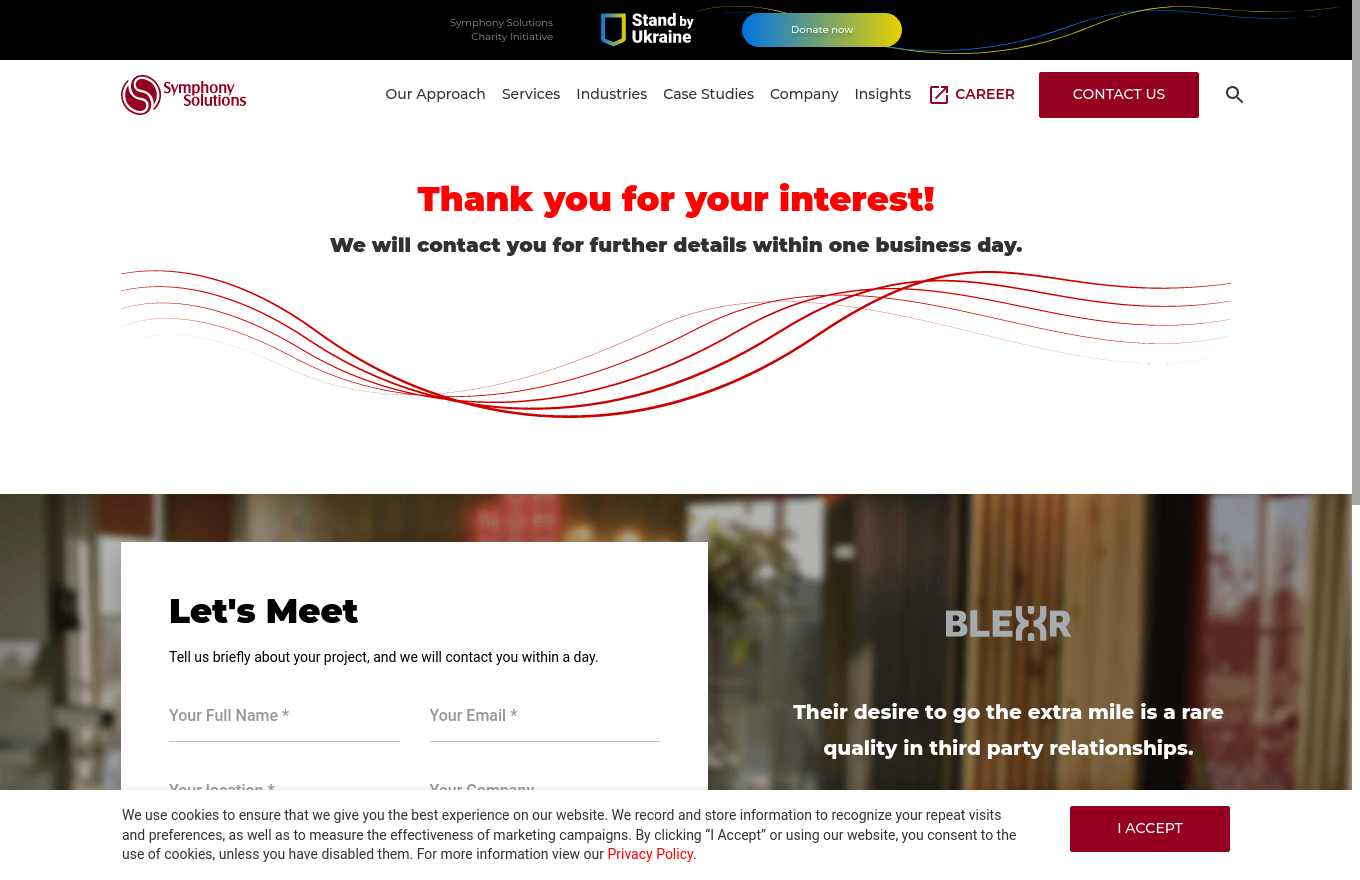 Symphony Solutions
Charity Initiative
Stand by
Ukraine
Donate now
Symphony
Solutions
Our Approach
Services
Industries
Case Studies
Company
Insights
CAREER
CONTACT US
Thank you for your interest!
We will contact you for further details within one business day.
Let's Meet
Tell us briefly about your project, and we will contact you within a day.
Your Full Name *
Your Email *
Your location *
Your Company
BLEXR
Their desire to go the extra mile is a rare
quality in third party relationships.
We use cookies to ensure that we give you the best experience on our website. We record and store information to recognize your repeat visits
and preferences, as well as to measure the effectiveness of marketing campaigns. By clicking “I Accept” or using our website, you consent to the
use of cookies, unless you have disabled them. For more information view our Privacy Policy.
I ACCEPT